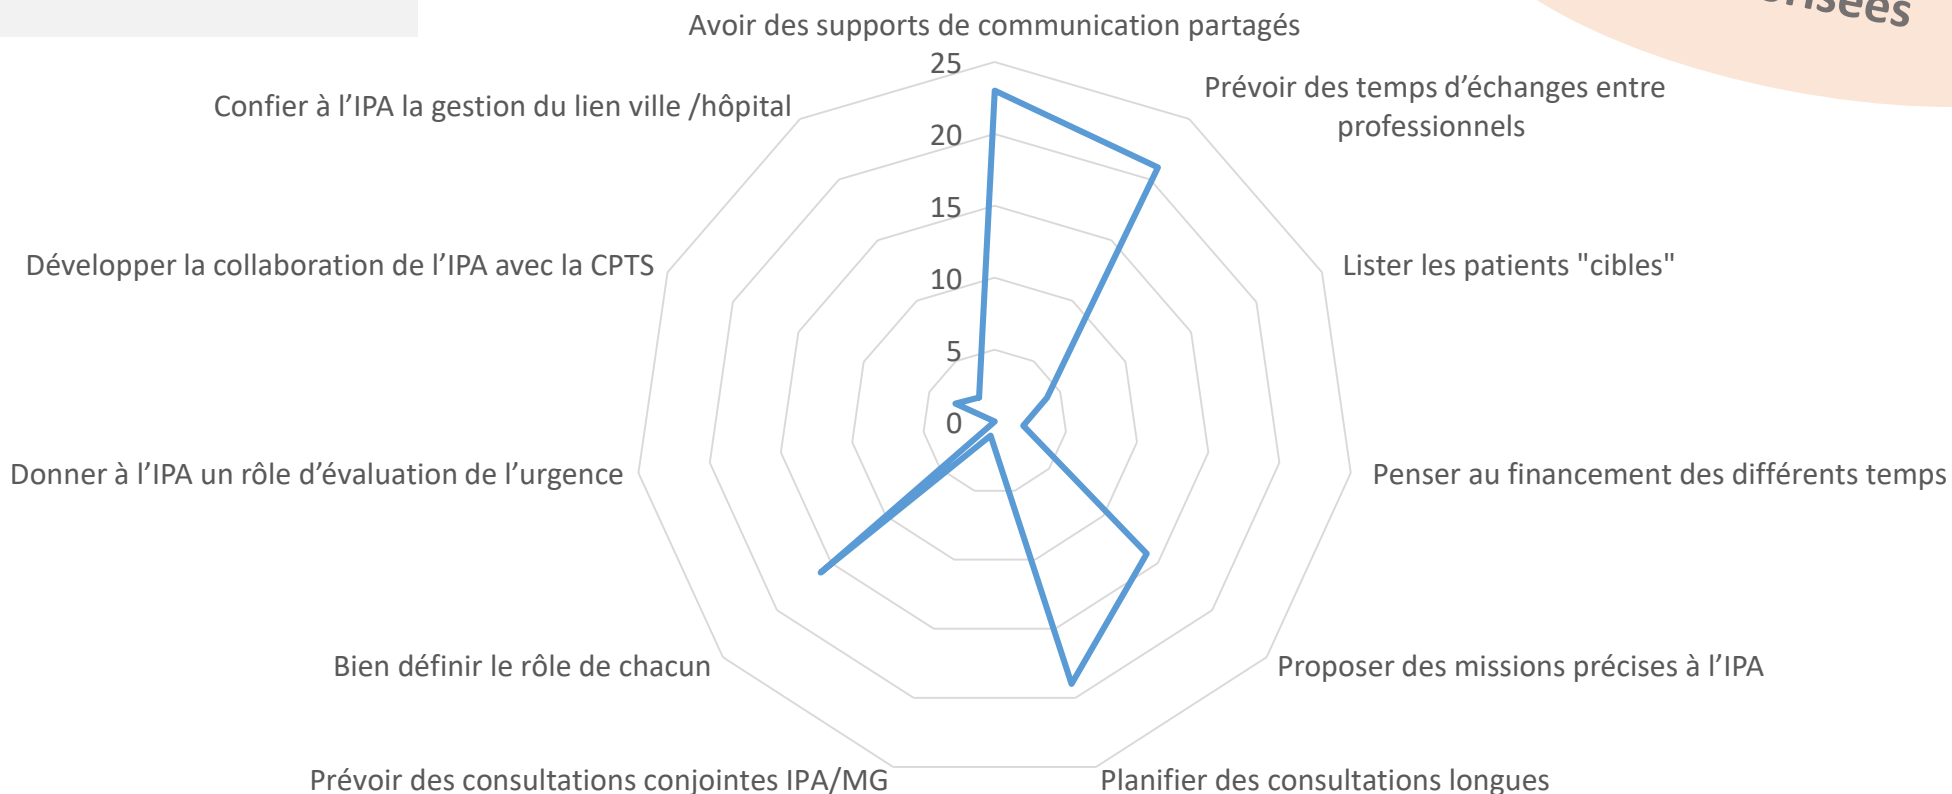 Avoir des supports de communication partagés
Prévoir des temps d’échanges entre
professionnels
Lister les patients "cibles"
Penser au financement des différents temps
Proposer des missions précises à l’IPA
Planifier des consultations longues
Prévoir des consultations conjointes IPA/MG
Bien définir le rôle de chacun
Donner à l’IPA un rôle d’évaluation de l’urgence
Développer la collaboration de l’IPA avec la CPTS
Confier à l’IPA la gestion du lien ville /hôpital
25
20
15
10
5
0